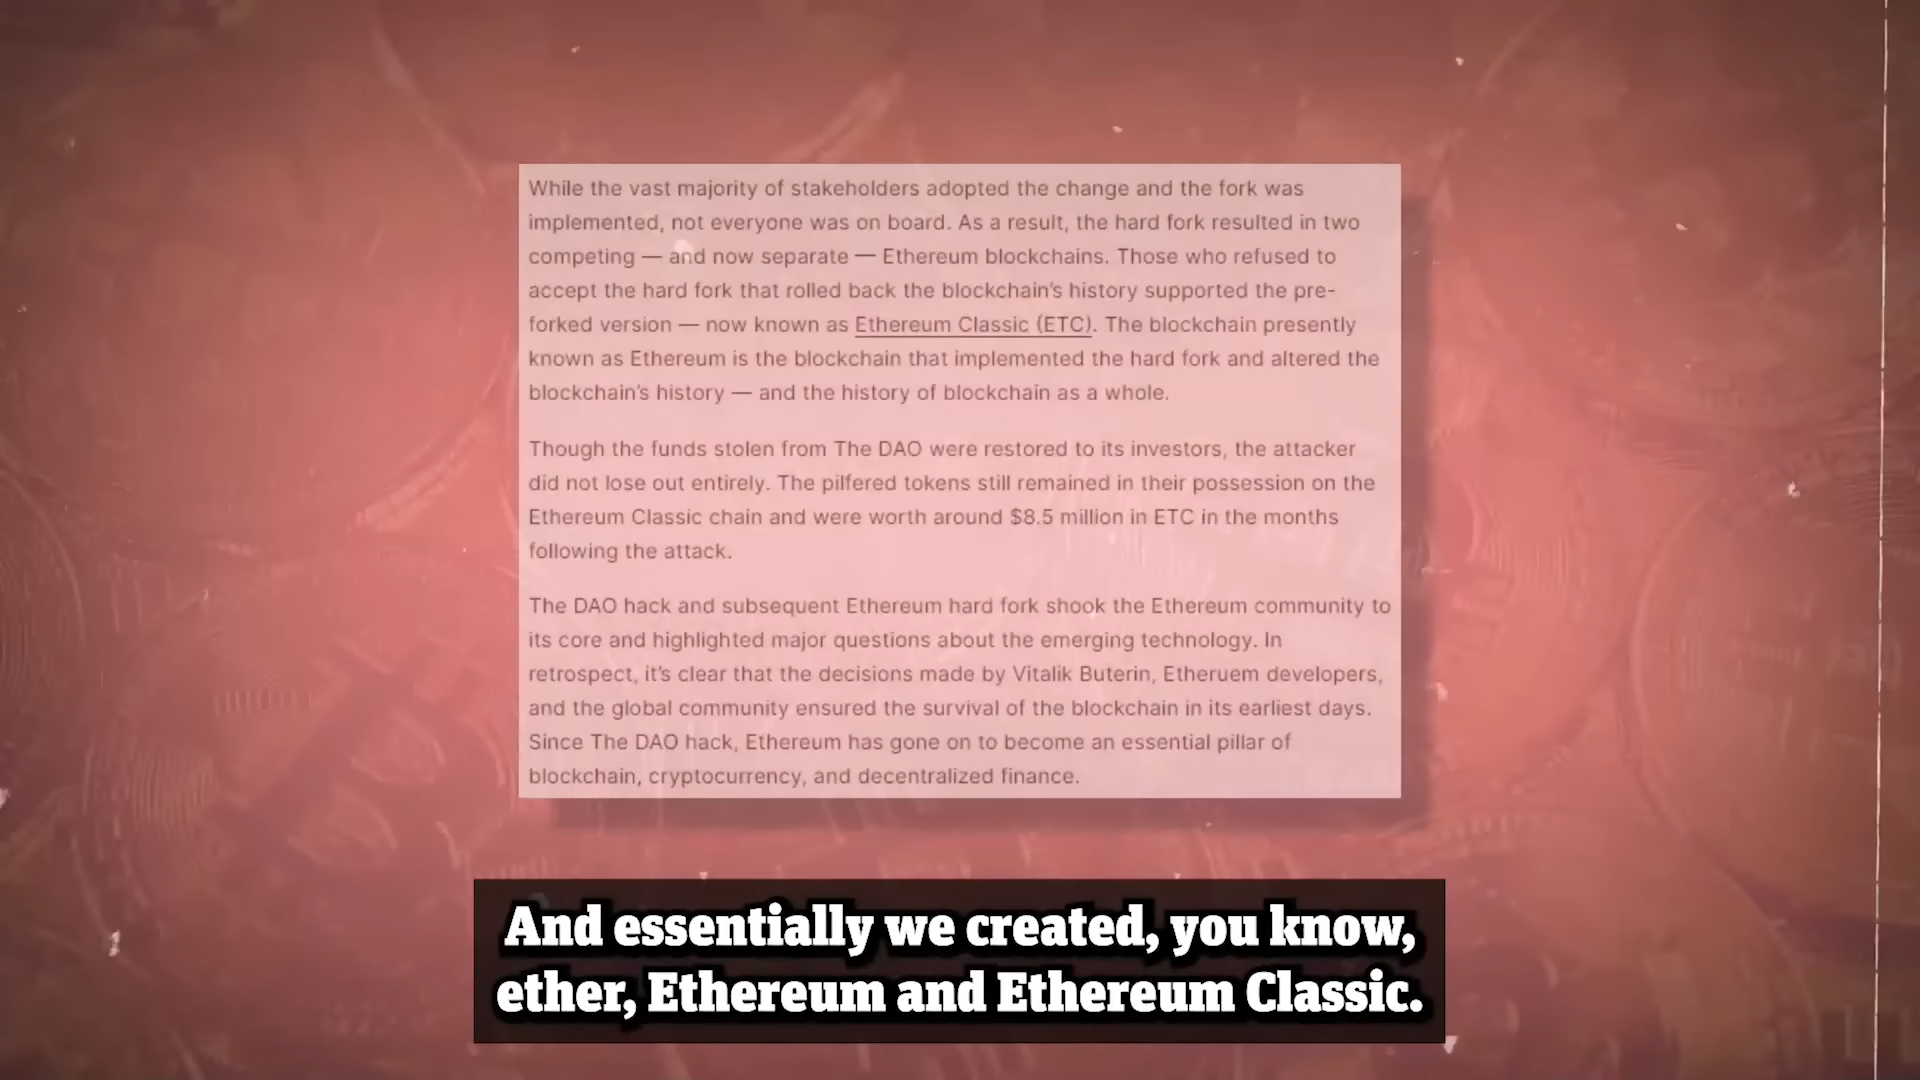 While the vast majority of stakeholders adopted the change and the fork was
implemented, not everyone was on board. As a result, the hard fork resulted in two
competing — and now separate — Ethereum blockchains. Those who refused to
accept the hard fork that rolled back the blockchain’s history supported the pre-
forked version — now known as Ethereum Classic (ETC). The blockchain presently
known as Ethereum is the blockchain that implemented the hard fork and altered the
blockchain’s history — and the history of blockchain as a whole.
Though the funds stolen from The DAO were restored to its investors, the attacker
did not lose out entirely. The pilfered tokens still remained in their possession on the
Ethereum Classic chain and were worth around $8.5 million in ETC in the months
following the attack.
The DAO hack and subsequent Ethereum hard fork shook the Ethereum community to
its core and highlighted major questions about the emerging technology. In
retrospect, it’s clear that the decisions made by Vitalik Buterin, Etheruem developers,
and the global community ensured the survival of the blockchain in its earliest days.
Since The DAO hack, Ethereum has gone on to become an essential pillar of
blockchain, cryptocurrency, and decentralized finance.
And essentially we created, you know,
ether, Ethereum and Ethereum Classic.